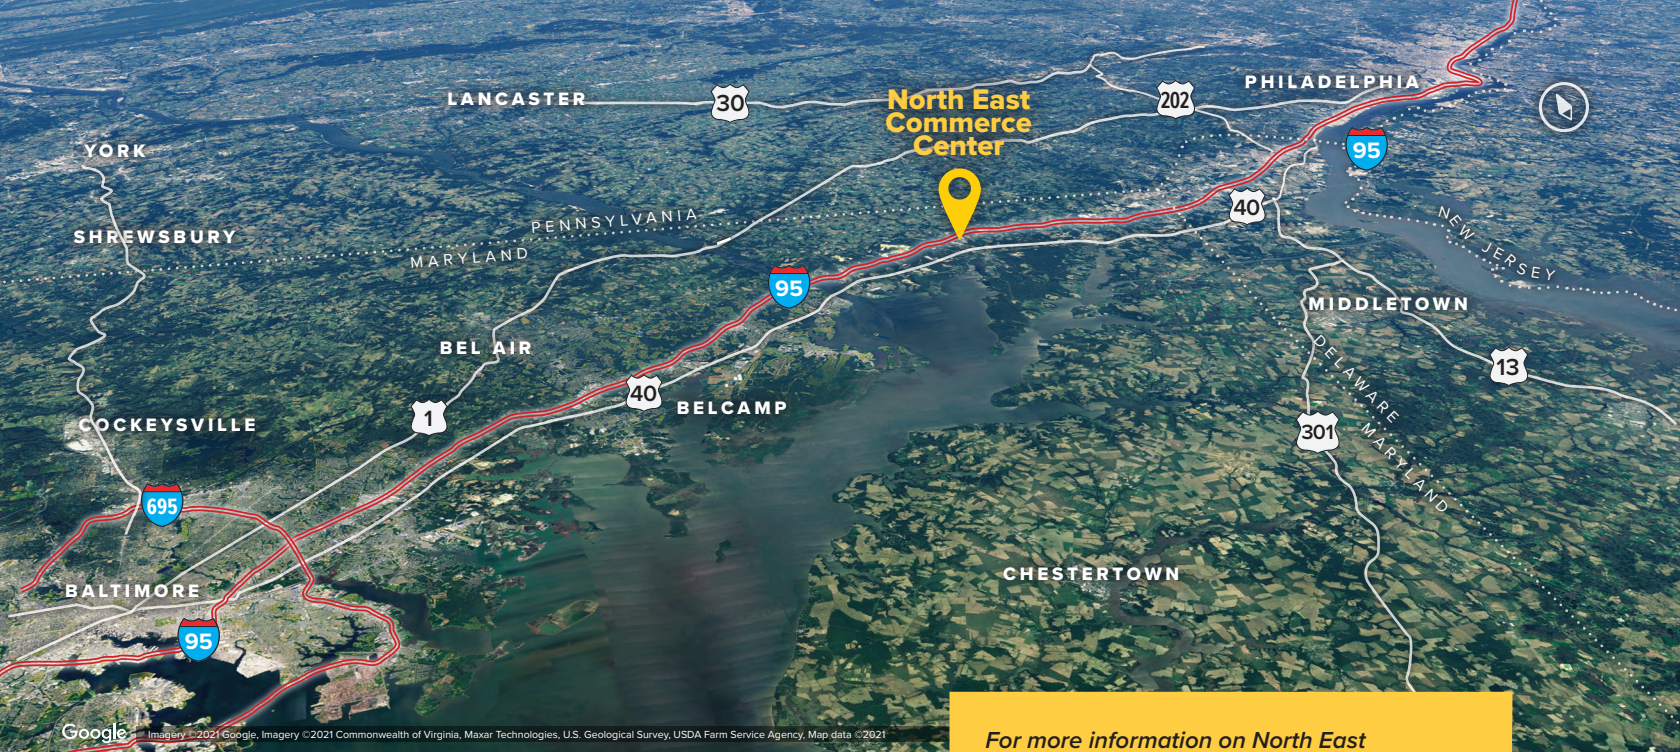 PHILADELPHIA
LANCASTER
30
202
North East
Commerce
Center
YORK
95
40
PENNSYLVANIA
MARYLAND
SHREWSBURY
NEW JERSEY
95
MIDDLETOWN
BEL AIR
13
DELAWARE
MARYLAND
40
BELCAMP
1
301
COCKEYSVILLE
695
CHESTERTOWN
BALTIMORE
95
Google
Imagery ©2021 Google, Imagery ©2021 Commonwealth of Virginia, Maxar Technologies, U.S. Geological Survey, USDA Farm Service Agency, Map data ©2021
For more information on North East